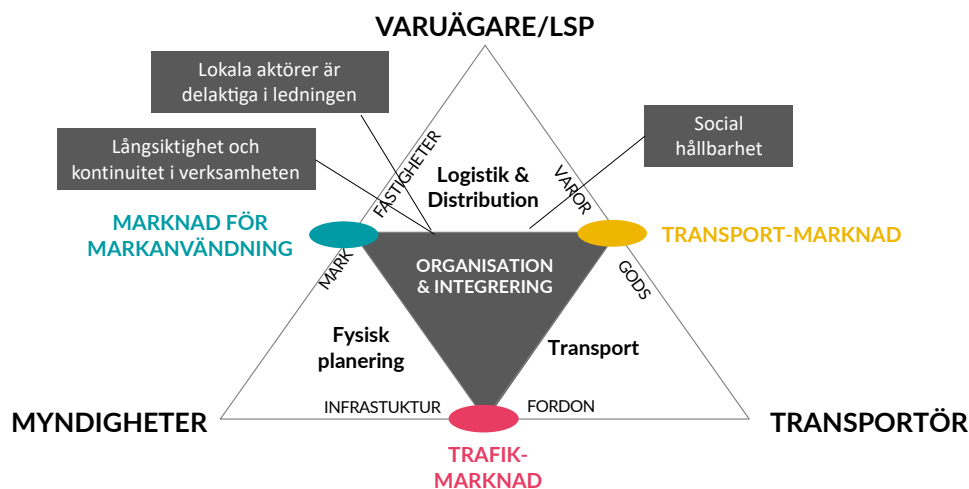 VARUÄGARE/LSP
Lokala aktörer är
delaktiga i ledningen
Långsiktighet och
kontinuitet i verksamheten
Social
hållbarhet
FASTIGHETER
Logistik &
Distribution
VAROR
MARKNAD FÖR
MARKANVÄNDNING
TRANSPORT-MARKNAD
MARK
ORGANISATION
& INTEGRERING
GODS
Fysisk
planering
Transport
INFRASTUKTUR
FORDON
MYNDIGHETER
TRANSPORTÖR
TRAFIK-
MARKNAD